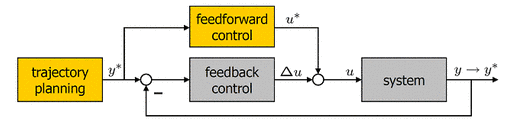 feedforward
control
u*
trajectory
planning
y*
feedback
control
Δu
u
system
y → y*
−